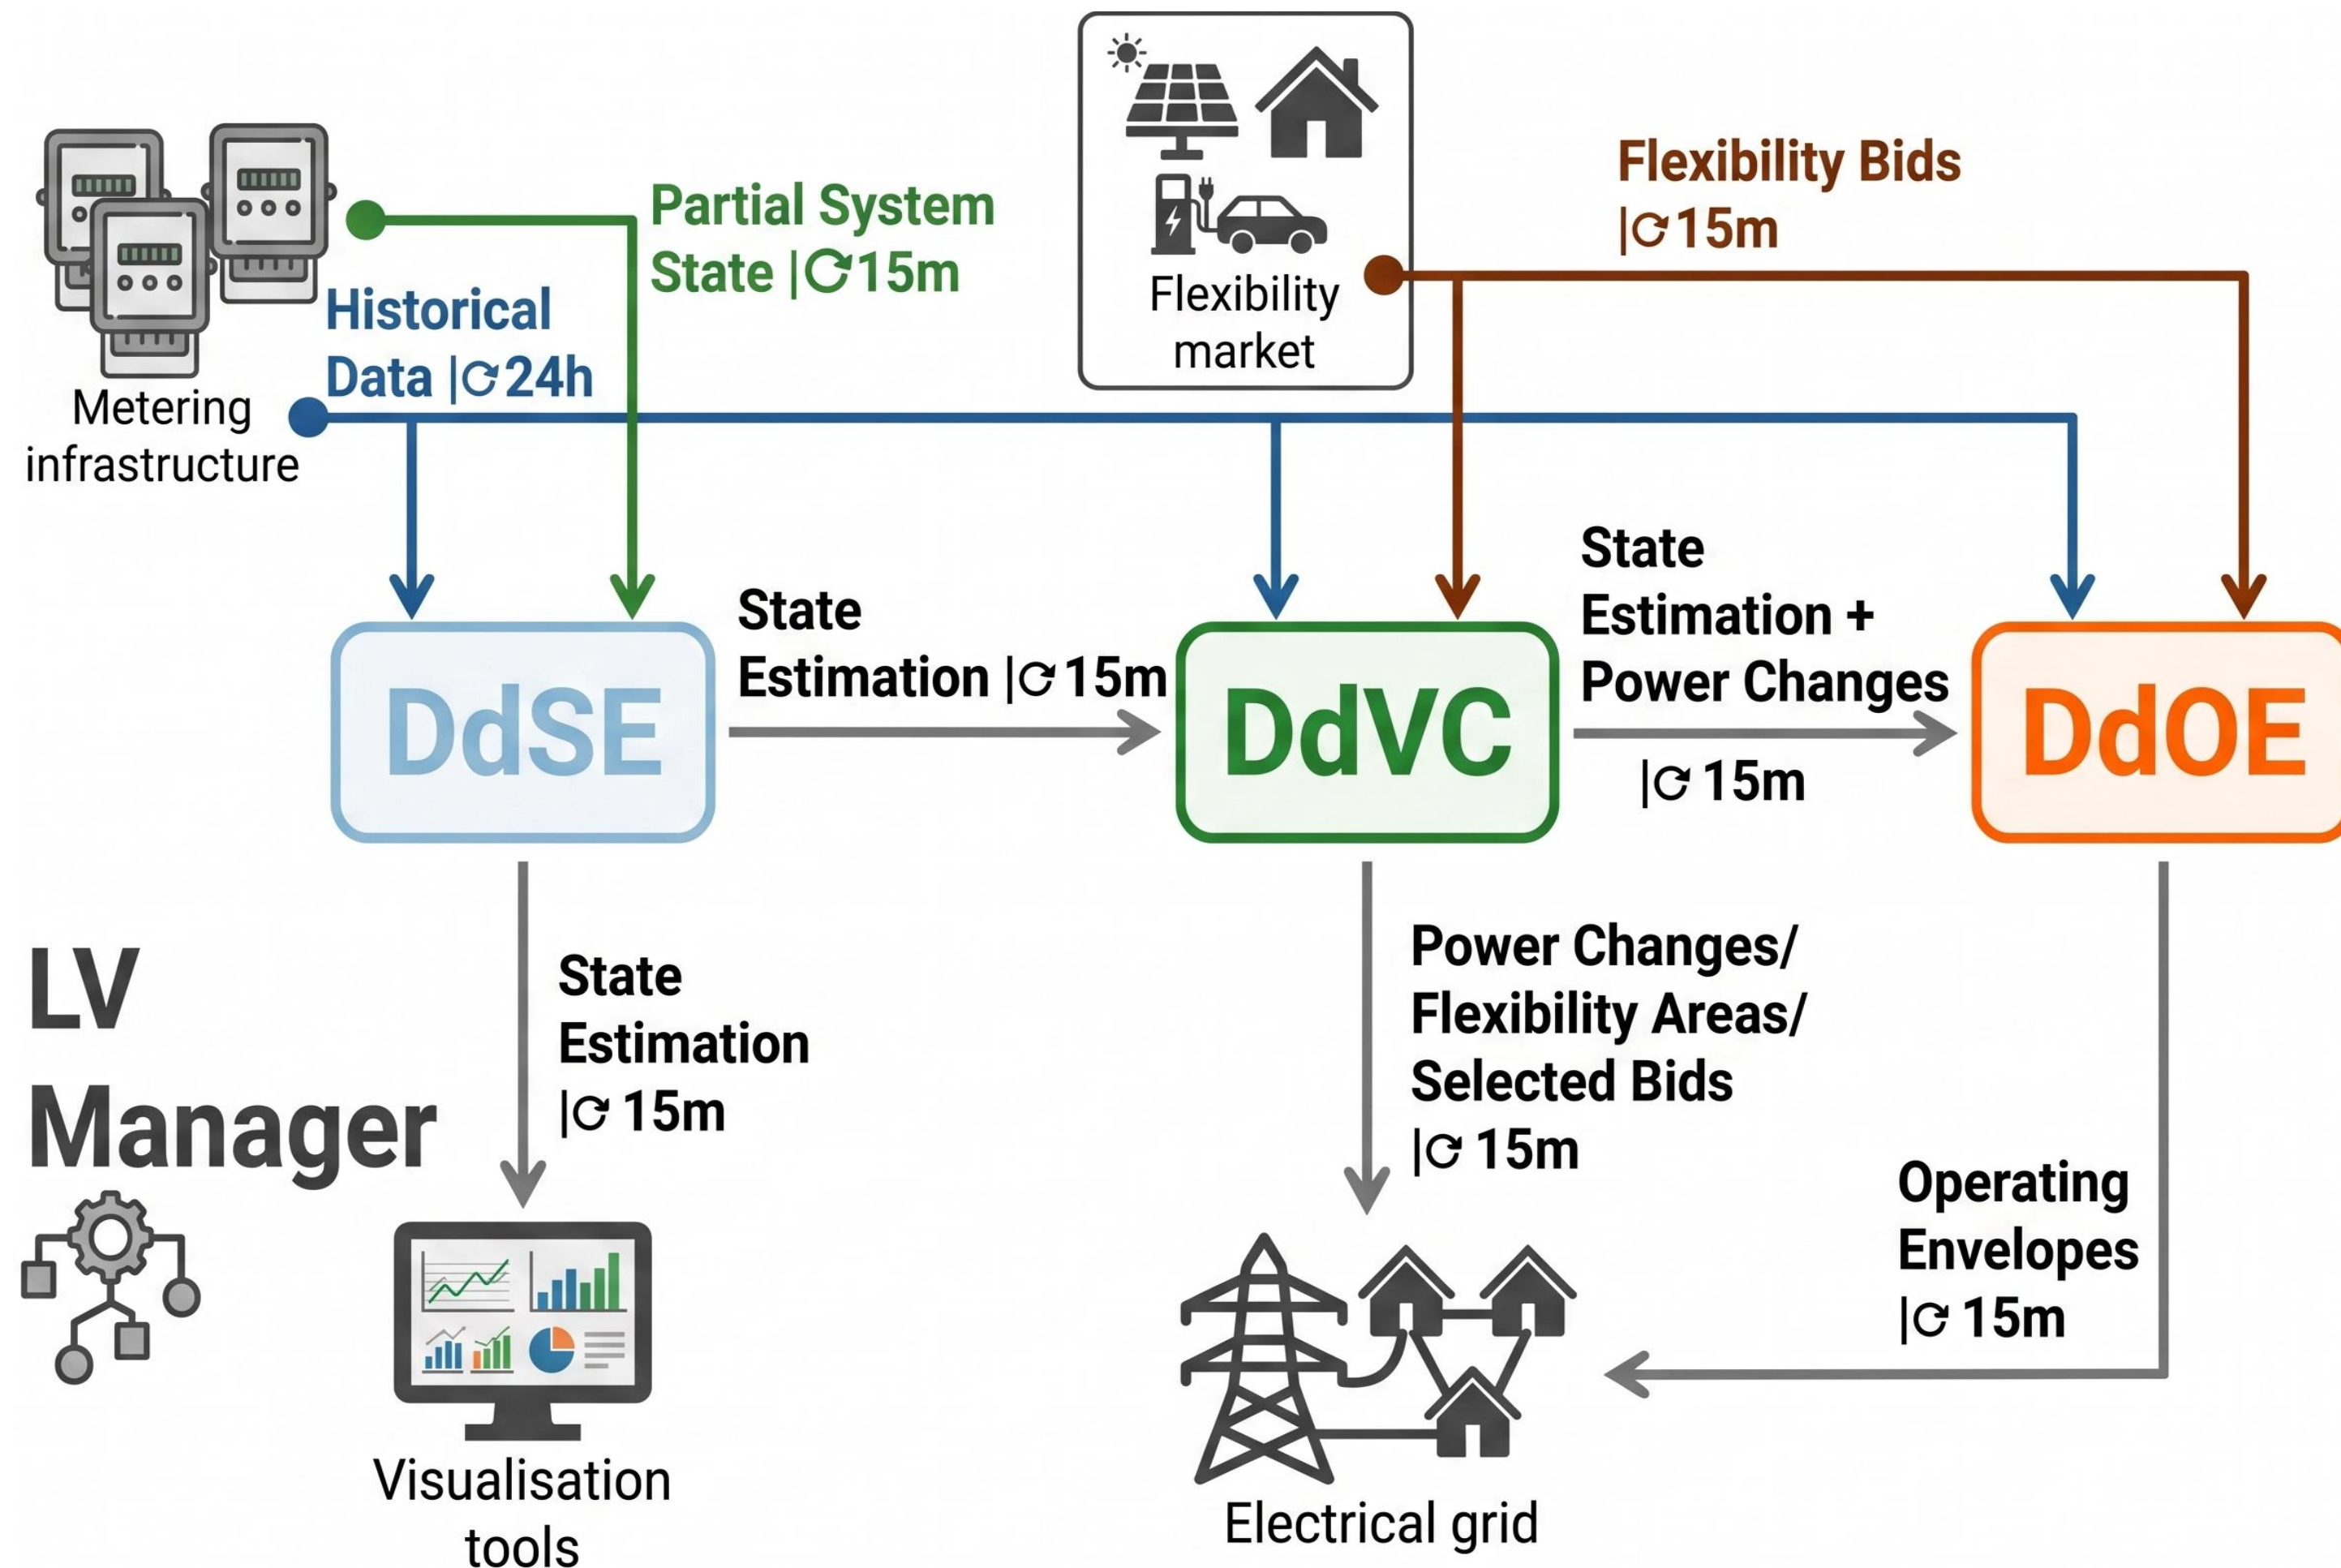 Partial System
State |⟳15m
Historical
Data |⟳24h
Metering
infrastructure
Flexibility
market
Flexibility Bids
|⟳15m
DdSE
State
Estimation |⟳15m
DdVC
State
Estimation +
Power Changes
|⟳ 15m
DdOE
LV
Manager
State
Estimation
|⟳ 15m
Visualisation
tools
Power Changes/
Flexibility Areas/
Selected Bids
|⟳ 15m
Electrical grid
Operating
Envelopes
|⟳ 15m